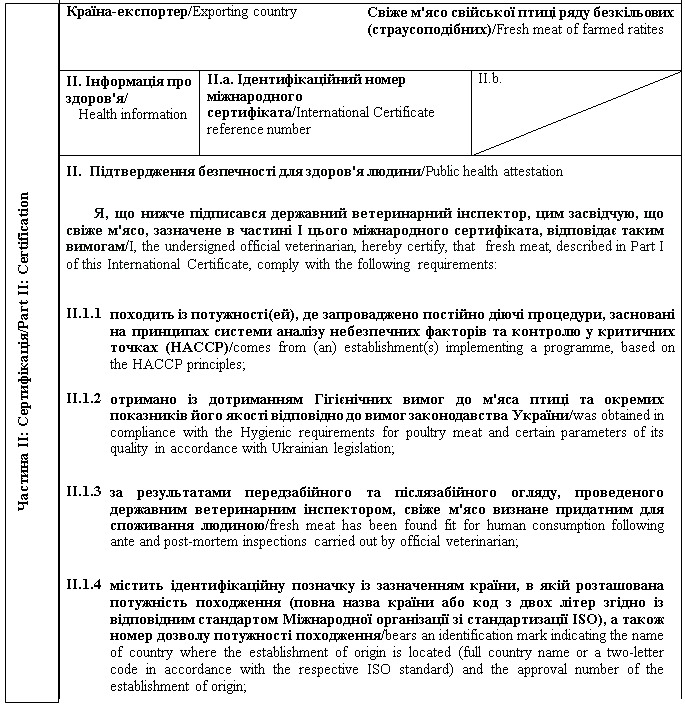 Країна-експортер/Exporting country
Свіже м'ясо свійської птиці ряду безкільових
(страусоподібних)/Fresh meat of farmed ratites
II. Інформація про
здоров'я/
Health information
II.a. Ідентифікаційний номер
міжнародного
сертифіката/International Certificate
reference number
II.b.
Частина II: Сертифікація/Part II: Certification
II. Підтвердження безпечності для здоров'я людини/Public health attestation
Я, що нижче підписався державний ветеринарний інспектор, цим засвідчую, що
свіже м'ясо, зазначене в частині I цього міжнародного сертифіката, відповідає таким
вимогам/I, the undersigned official veterinarian, hereby certify, that fresh meat, described in Part I
of this International Certificate, comply with the following requirements:
II.1.1 походить із потужності(ей), де запроваджено постійно діючі процедури, засновані
на принципах системи аналізу небезпечних факторів та контролю у критичних
точках (НАССР)/comes from (an) establishment(s) implementing a programme, based on
the HACCP principles;
II.1.2 отримано із дотриманням Гігієнічних вимог до м'яса птиці та окремих
показників його якості відповідно до вимог законодавства України/was obtained in
compliance with the Hygienic requirements for poultry meat and certain parameters of its
quality in accordance with Ukrainian legislation;
II.1.3 за результатами передзабійного та післязабійного огляду, проведеного
державним ветеринарним інспектором, свіже м'ясо визнане придатним для
споживання людиною/fresh meat has been found fit for human consumption following
ante and post-mortem inspections carried out by official veterinarian;
II.1.4 містить ідентифікаційну позначку із зазначенням країни, в якій розташована
потужність походження (повна назва країни або код з двох літер згідно із
відповідним стандартом Міжнародної організації зі стандартизації ISO), а також
номер дозволу потужності походження/bears an identification mark indicating the name
of country where the establishment of origin is located (full country name or a two-letter
code in accordance with the respective ISO standard) and the approval number of the
establishment of origin;